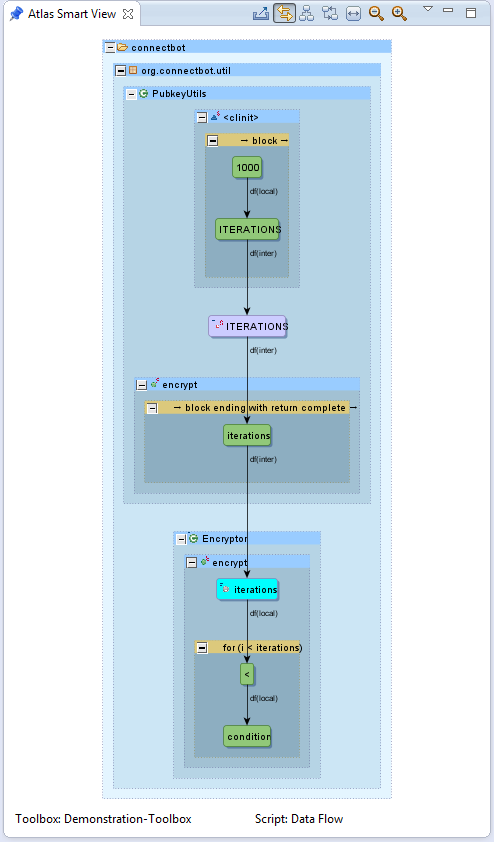 Atlas Smart View
connectbot
org.connectbot.util
PubkeyUtils
<clinit>
→ block →
1000
df(local)
ITERATIONS
df(inter)
ITERATIONS
df(inter)
encrypt
→ block ending with return complete →
iterations
df(inter)
Encryptor
encrypt
iterations
df(local)
for (i < iterations)
<
df(local)
condition
Toolbox: Demonstration-Toolbox Script: Data Flow